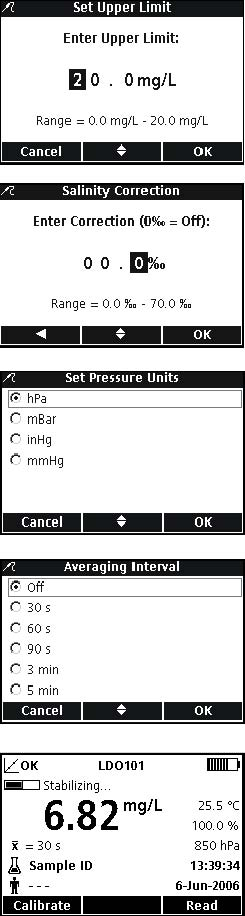 Set Upper Limit
Enter Upper Limit:
20.0 mg/L
Range = 0.0 mg/L - 20.0 mg/L
Cancel OK
Salinity Correction
Enter Correction (0‰ = Off):
00.0‰
Range = 0.0 ‰ - 70.0 ‰
OK
Set Pressure Units
hPa
mBar
inHg
mmHg
Cancel OK
Averaging Interval
Off
30 s
60 s
90 s
3 min
5 min
Cancel OK
OK LDO101
Stabilizing...
6.82 mg/L 25.5 °C
100.0 %
x̄ = 30 s 850 hPa
Sample ID 13:39:34
--- 6-Jun-2006
Calibrate Read